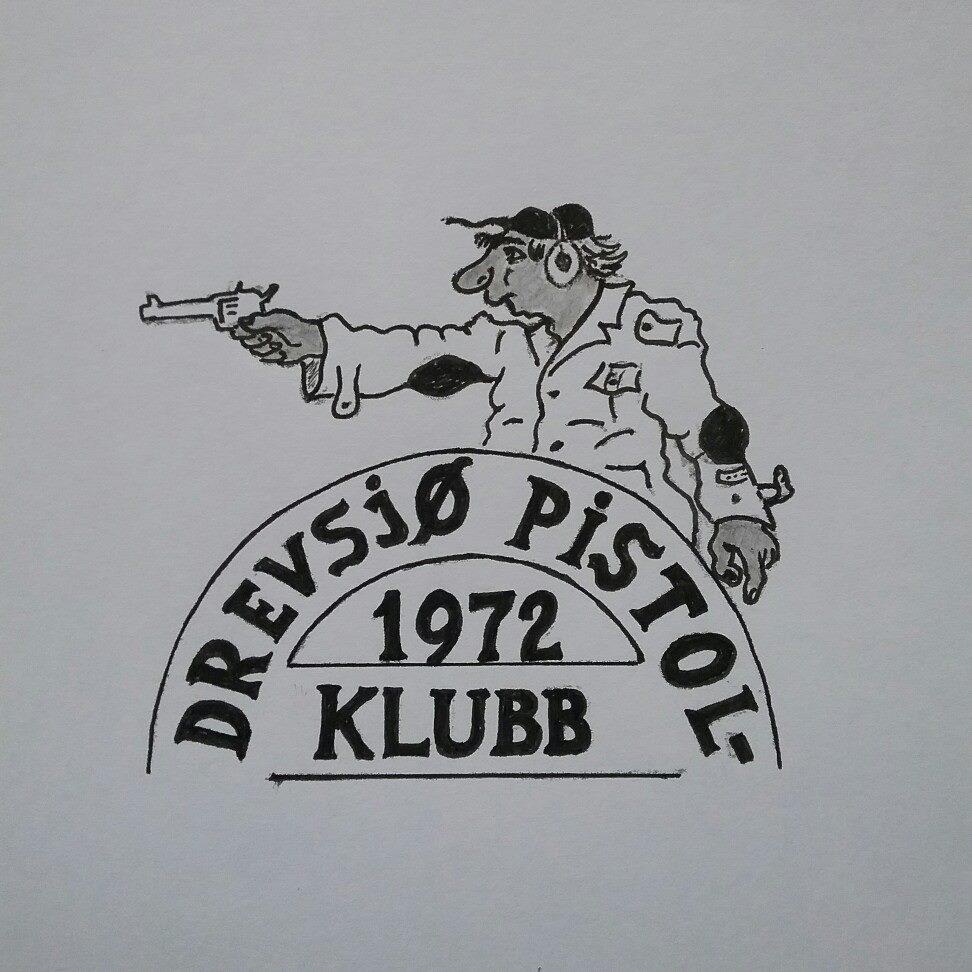 DREVSJØ PISTOL-
1972
KLUBB